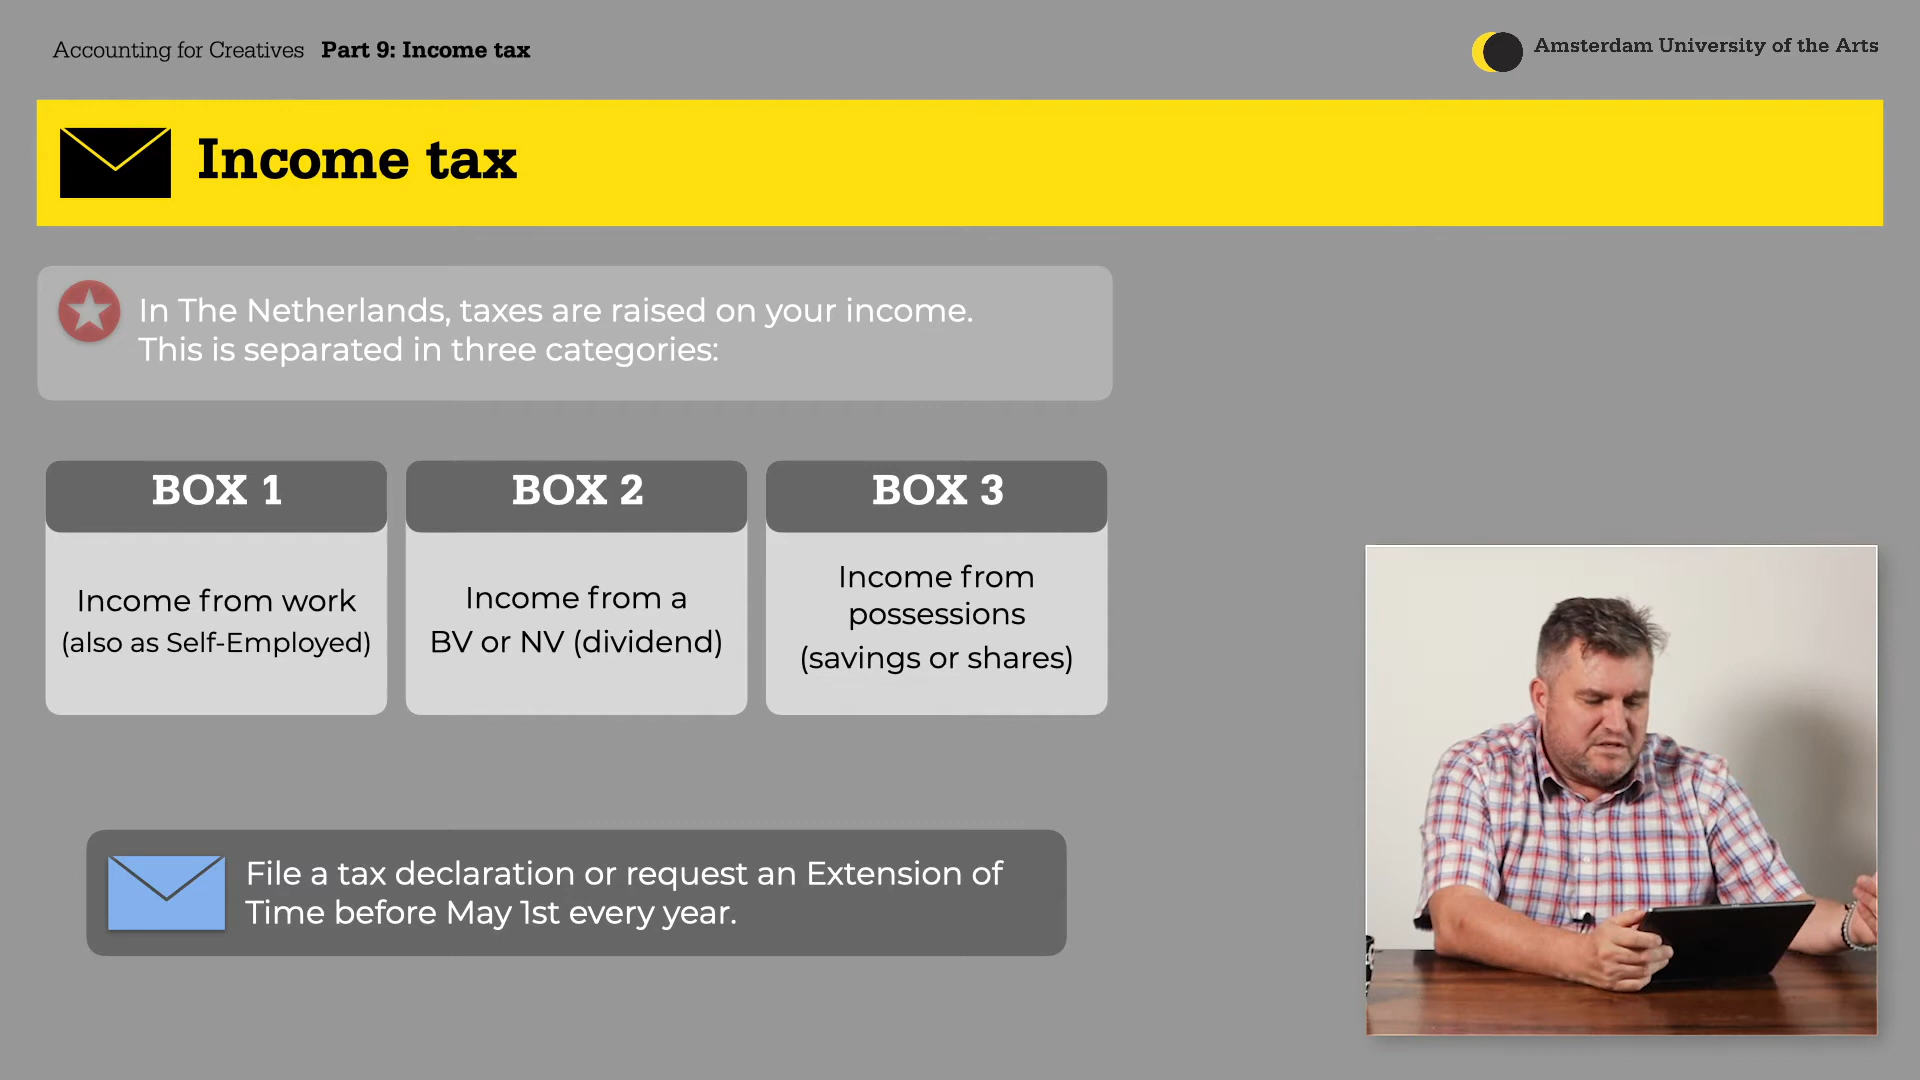 Accounting for Creatives Part 9: Income tax
Amsterdam University of the Arts
Income tax
In The Netherlands, taxes are raised on your income.
This is separated in three categories:
BOX 1
Income from work
(also as Self-Employed)
BOX 2
Income from a
BV or NV (dividend)
BOX 3
Income from
possessions
(savings or shares)
File a tax declaration or request an Extension of
Time before May 1st every year.